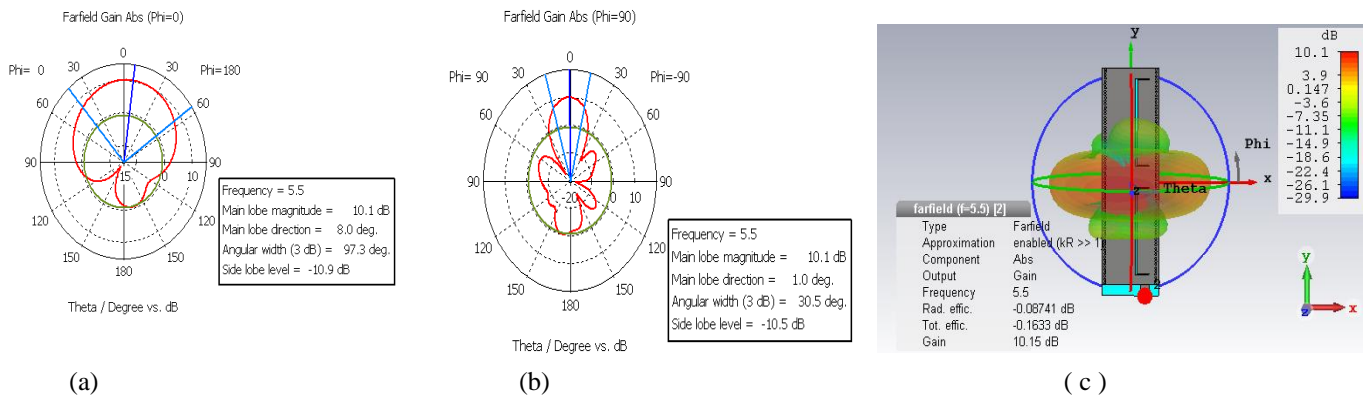 Farfield Gain Abs (Phi=0)
0
Phi= 0 30 30 Phi=180
60 60
90 -15 0 10 90
120 120
150 150
180
Frequency = 5.5
Main lobe magnitude = 10.1 dB
Main lobe direction = 8.0 deg.
Angular width (3 dB) = 97.3 deg.
Side lobe level = -10.9 dB
Theta / Degree vs. dB
(a)
Farfield Gain Abs (Phi=90)
0
Phi= 90 30 30 Phi=-90
60 60
90 -20 0 10 90
120 120
150 150
180
Frequency = 5.5
Main lobe magnitude = 10.1 dB
Main lobe direction = 1.0 deg.
Angular width (3 dB) = 30.5 deg.
Side lobe level = -10.5 dB
Theta / Degree vs. dB
(b)
y
Phi
x
Theta
z
2
dB
10.1
3.9
0.147
-3.6
-7.35
-11.1
-14.9
-18.6
-22.4
-26.1
-29.9
farfield (f=5.5) [2]
Type Farfield
Approximation enabled (kR >> 1)
Component Abs
Output Gain
Frequency 5.5
Rad. effic. -0.08741 dB
Tot. effic. -0.1633 dB
Gain 10.15 dB
y
z
x
( c )